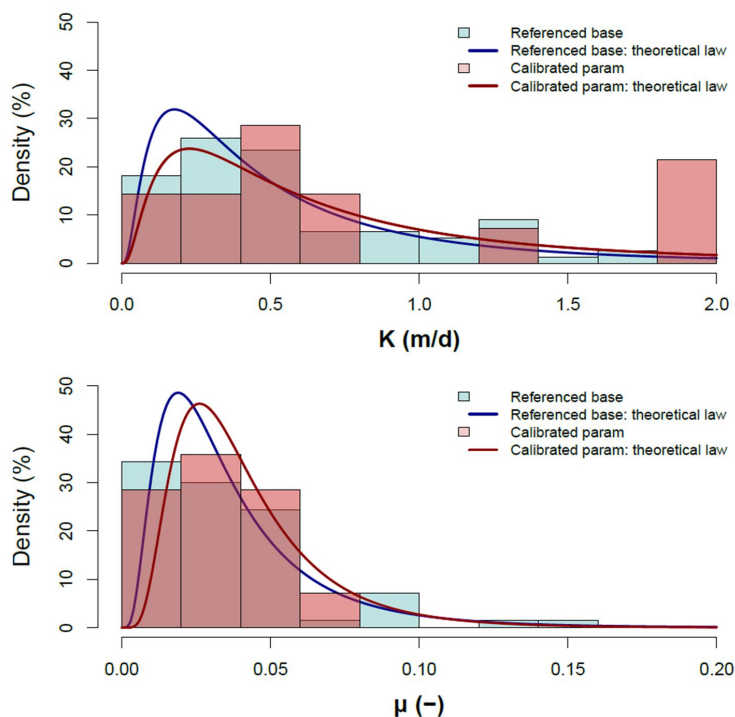 50
40
30
20
10
0
Density (%)
Referenced base
Referenced base: theoretical law
Calibrated param
Calibrated param: theoretical law
0.0 0.5 1.0 1.5 2.0
K (m/d)
50
40
30
20
10
0
Density (%)
Referenced base
Referenced base: theoretical law
Calibrated param
Calibrated param: theoretical law
0.00 0.05 0.10 0.15 0.20
μ (−)